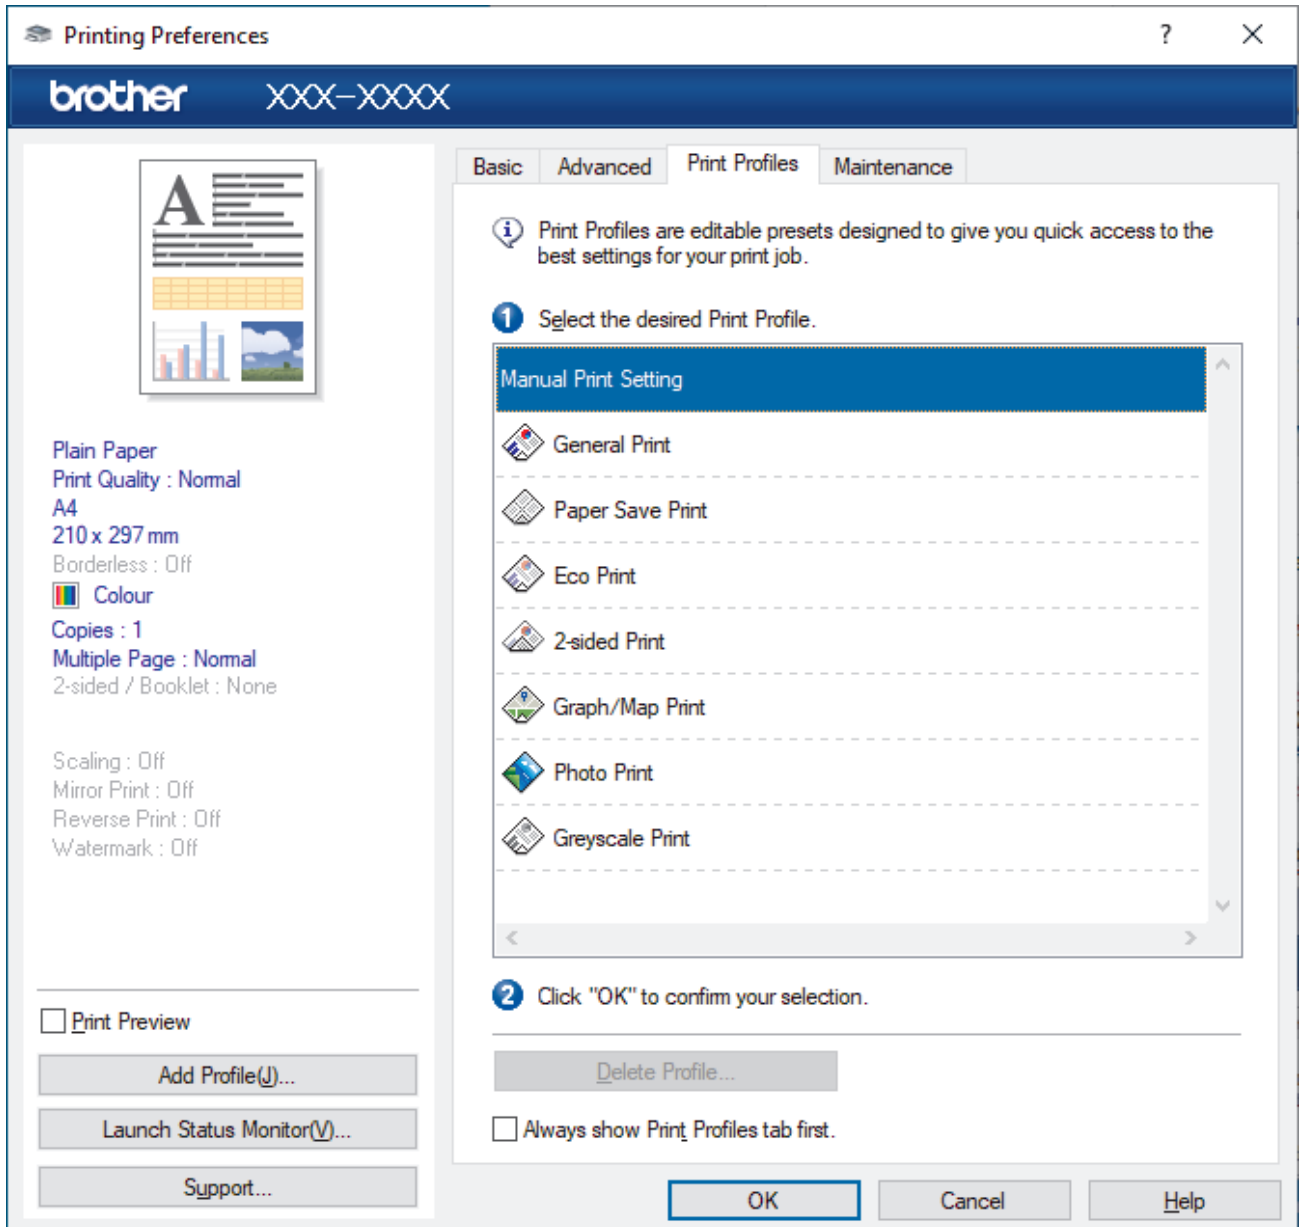 Printing Preferences
?
brother XXX-XXXX
A
Plain Paper
Print Quality : Normal
A4
210 x 297 mm
Borderless : Off
Colour
Copies : 1
Multiple Page : Normal
2-sided / Booklet : None
Scaling : Off
Mirror Print : Off
Reverse Print : Off
Watermark : Off
Print Preview
Add Profile(J)...
Launch Status Monitor(V)...
Support...
Basic Advanced Print Profiles Maintenance
Print Profiles are editable presets designed to give you quick access to the
best settings for your print job.
1 Select the desired Print Profile.
Manual Print Setting
General Print
Paper Save Print
Eco Print
2-sided Print
Graph/Map Print
Photo Print
Greyscale Print
2 Click "OK" to confirm your selection.
Delete Profile...
Always show Print Profiles tab first.
OK Cancel Help